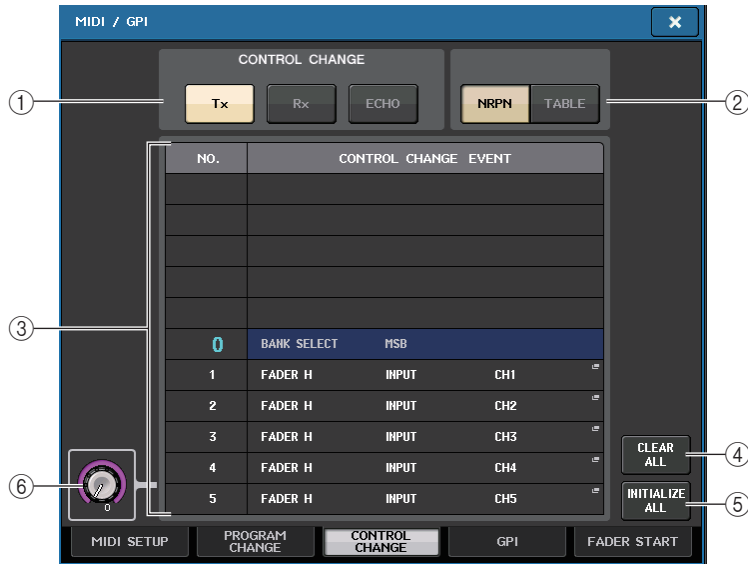 MIDI / GPI
×
CONTROL CHANGE
① Tx Rx ECHO NRPN TABLE ②
NO. CONTROL CHANGE EVENT
③
0 BANK SELECT MSB
1 FADER H INPUT CH1
2 FADER H INPUT CH2
3 FADER H INPUT CH3
4 FADER H INPUT CH4
5 FADER H INPUT CH5
CLEAR
ALL
④
INITIALIZE
ALL
⑤
⑥
0
MIDI SETUP
PROGRAM
CHANGE
CONTROL
CHANGE
GPI
FADER START